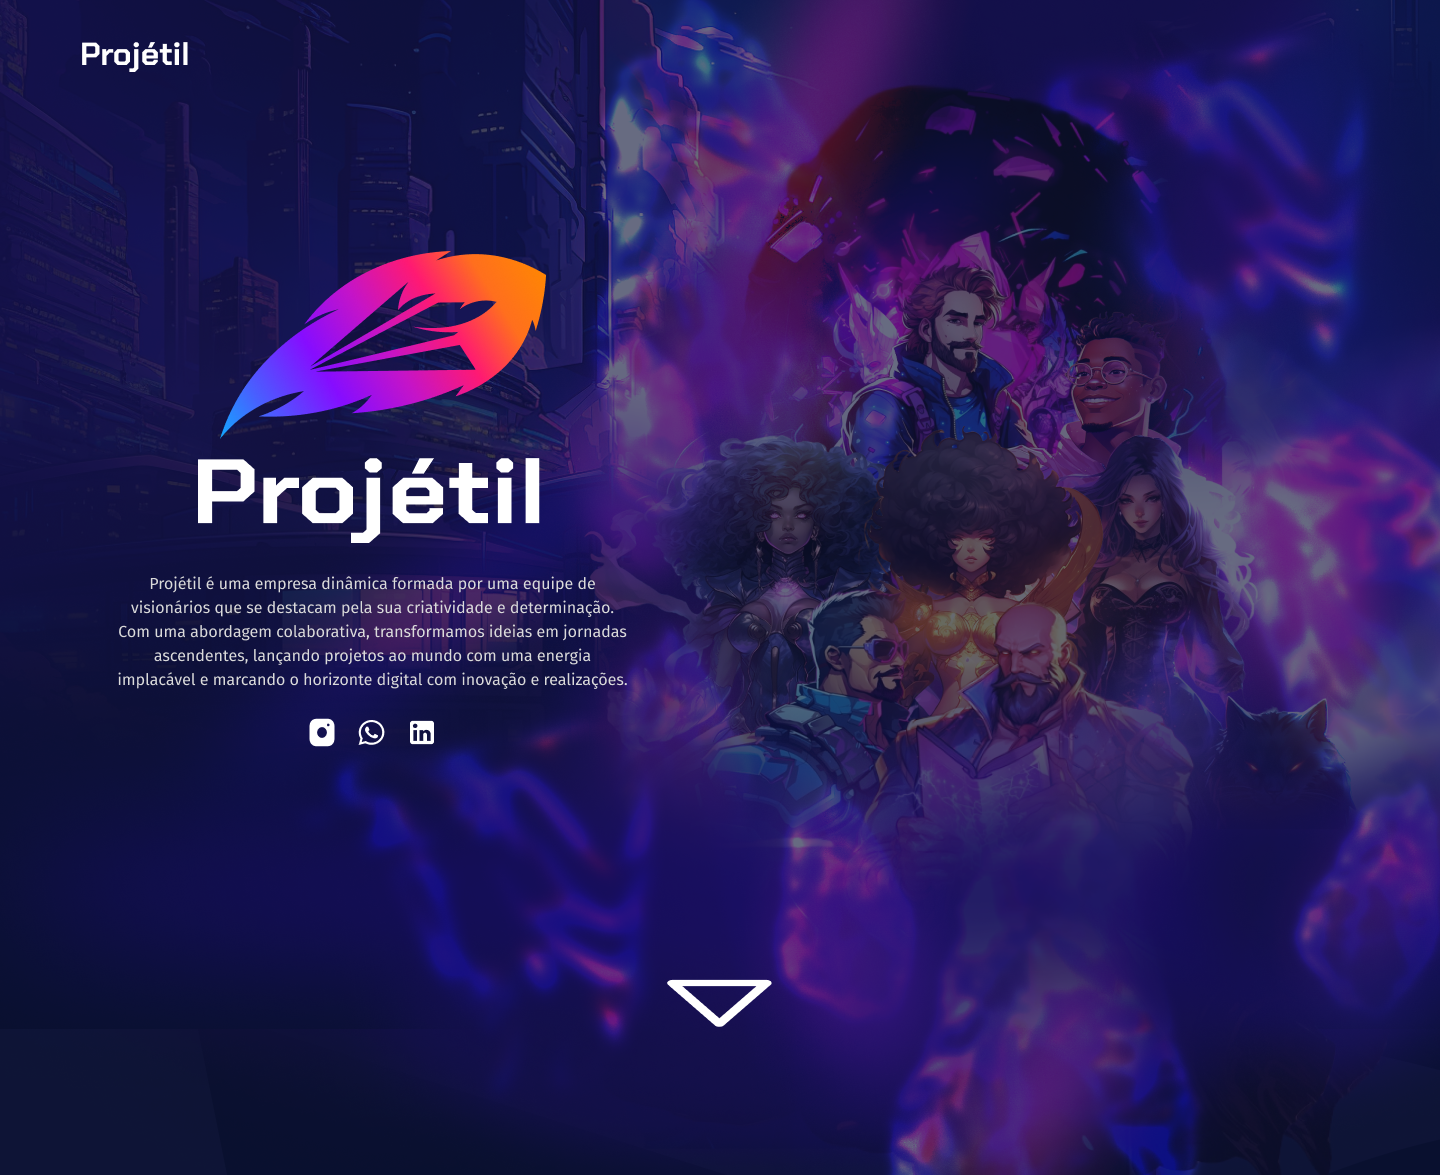 Projétil
Projétil
Projétil é uma empresa dinâmica formada por uma equipe de
visionários que se destacam pela sua criatividade e determinação.
Com uma abordagem colaborativa, transformamos ideias em jornadas
ascendentes, lançando projetos ao mundo com uma energia
implacável e marcando o horizonte digital com inovação e realizações.